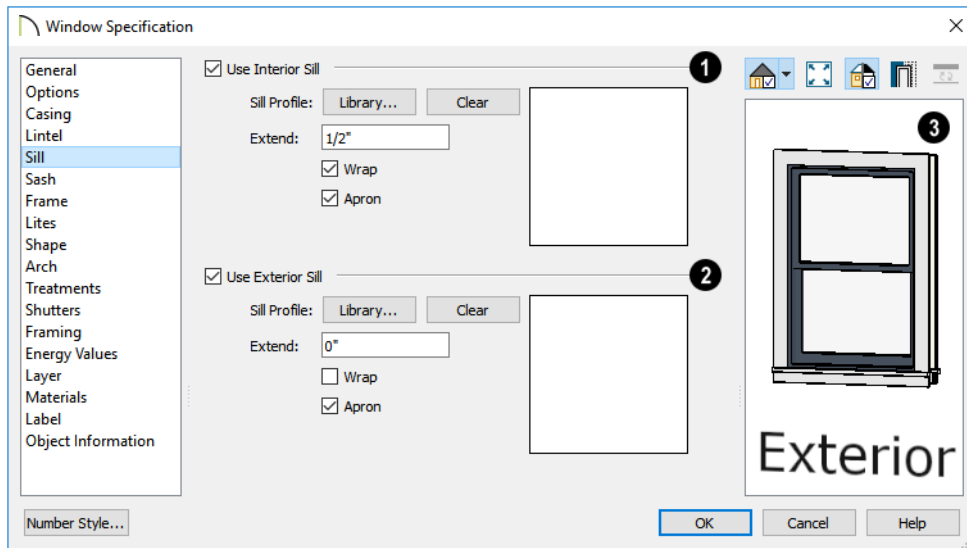 Window Specification
General
Options
Casing
Lintel
Sill
Sash
Frame
Lites
Shape
Arch
Treatments
Shutters
Framing
Energy Values
Layer
Materials
Label
Object Information
Use Interior Sill
1
Sill Profile: Library... Clear
Extend: 1/2"
Wrap
Apron
Use Exterior Sill
2
Sill Profile: Library... Clear
Extend: 0"
Wrap
Apron
3
Exterior
Number Style... OK Cancel Help